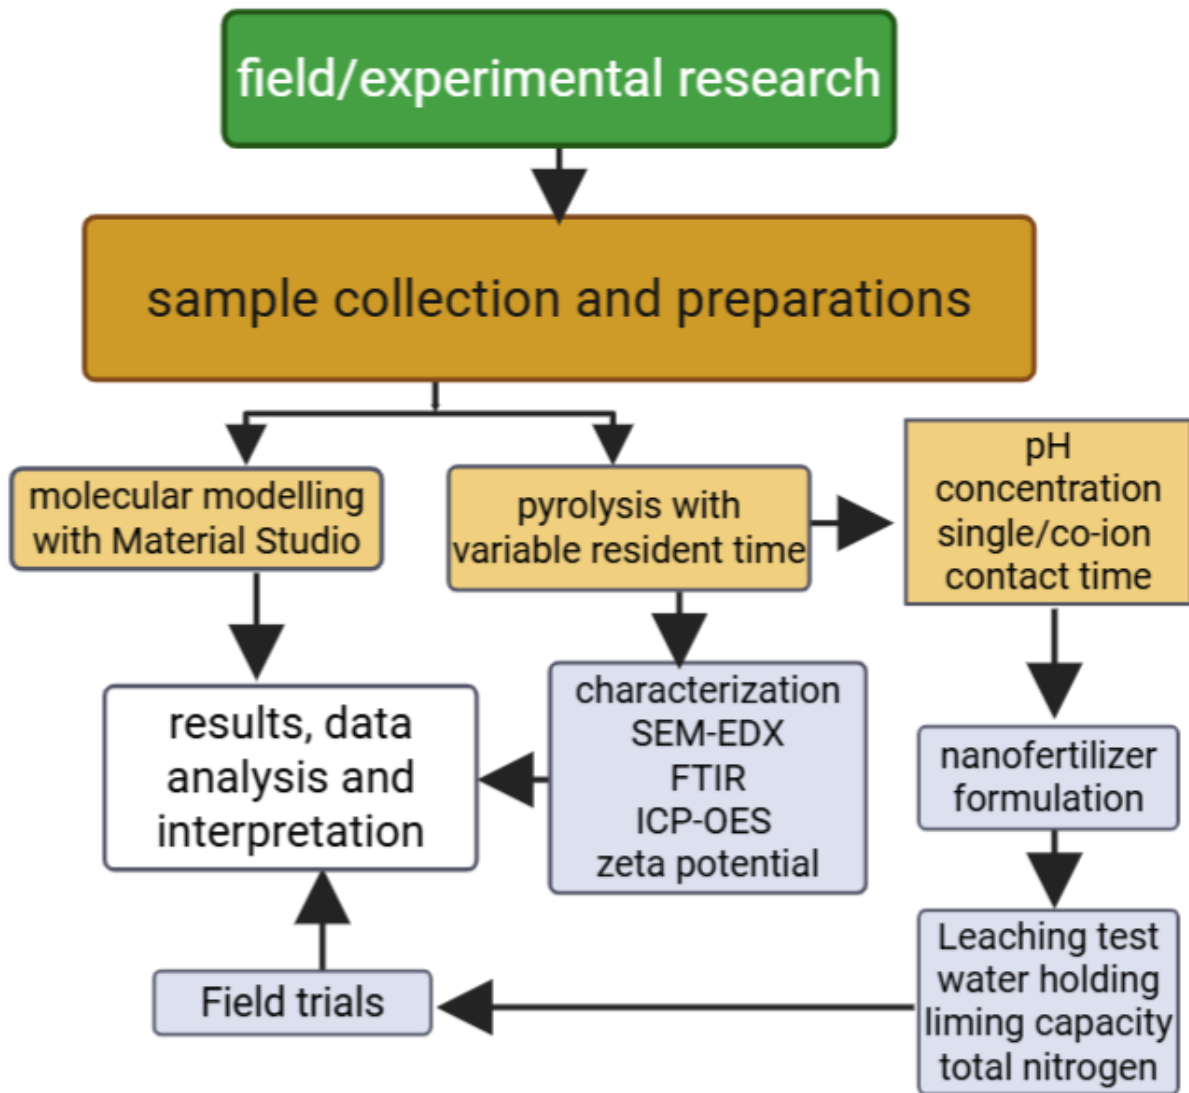 field/experimental research
sample collection and preparations
molecular modelling
with Material Studio
pyrolysis with
variable resident time
pH
concentration
single/co-ion
contact time
results, data
analysis and
interpretation
characterization
SEM-EDX
FTIR
ICP-OES
zeta potential
nanofertilizer
formulation
Field trials
Leaching test
water holding
liming capacity
total nitrogen